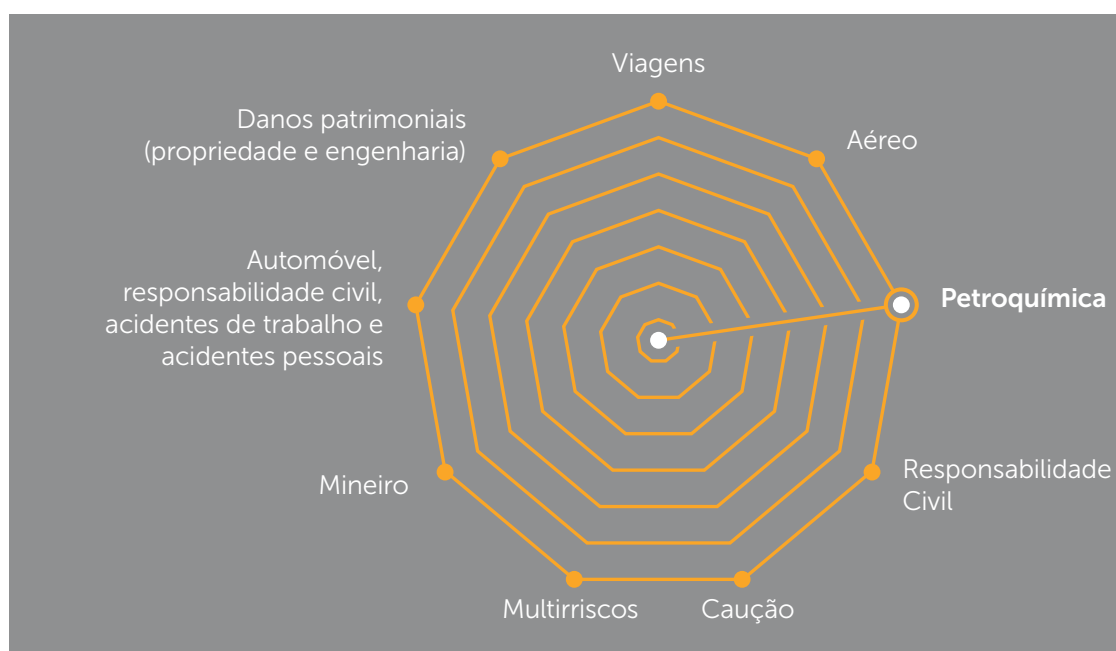 Viagens
Aéreo
Petroquímica
Responsabilidade
Civil
Caução
Multirriscos
Mineiro
Automóvel,
responsabilidade civil,
acidentes de trabalho e
acidentes pessoais
Danos patrimoniais
(propriedade e engenharia)